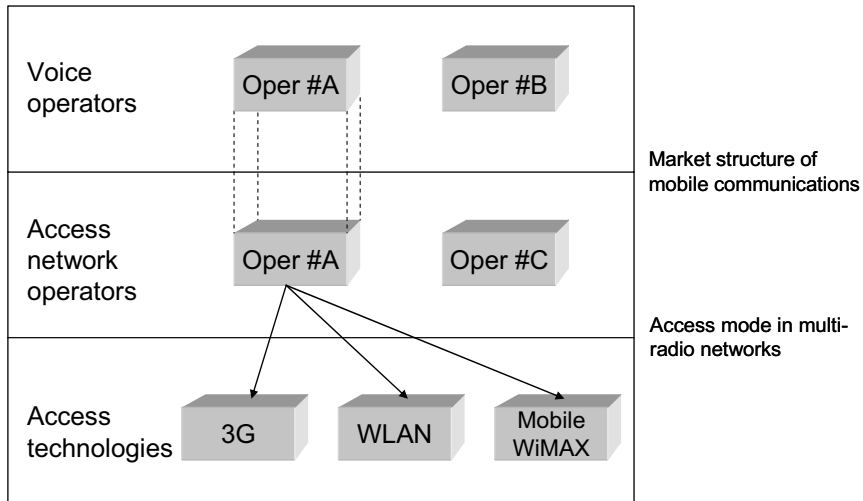 Voice
operators
Oper #A
Oper #B
Market structure of
mobile communications
Access
network
operators
Oper #A
Oper #C
Access mode in multi-
radio networks
Access
technologies
3G
WLAN
Mobile
WiMAX